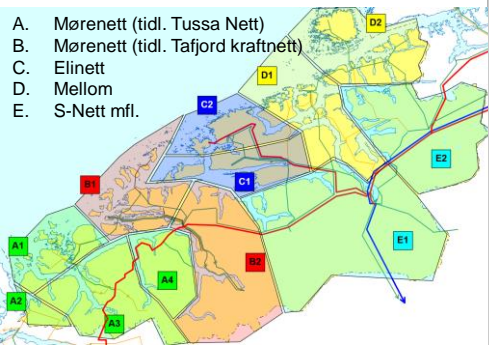 A. Mørenett (tidl. Tussa Nett)
B. Mørenett (tidl. Tafjord kraftnett)
C. Elinett
D. Mellom
E. S-Nett mfl.
D2
D1
C2
E2
B1
C1
A1
E1
A4
B2
A2
A3